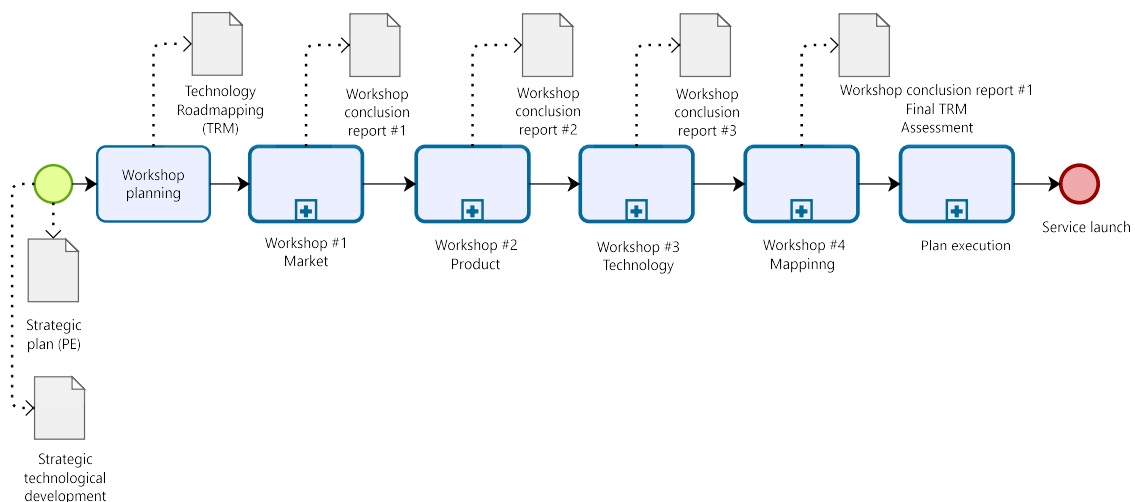 Technology
Roadmapping
(TRM)
Workshop
conclusion
report #1
Workshop
conclusion
report #2
Workshop
conclusion
report #3
Workshop conclusion report #1
Final TRM
Assessment
Workshop
planning
Workshop #1
Market
Workshop #2
Product
Workshop #3
Technology
Workshop #4
Mappinng
Plan execution
Service launch
Strategic
plan (PE)
Strategic
technological
development